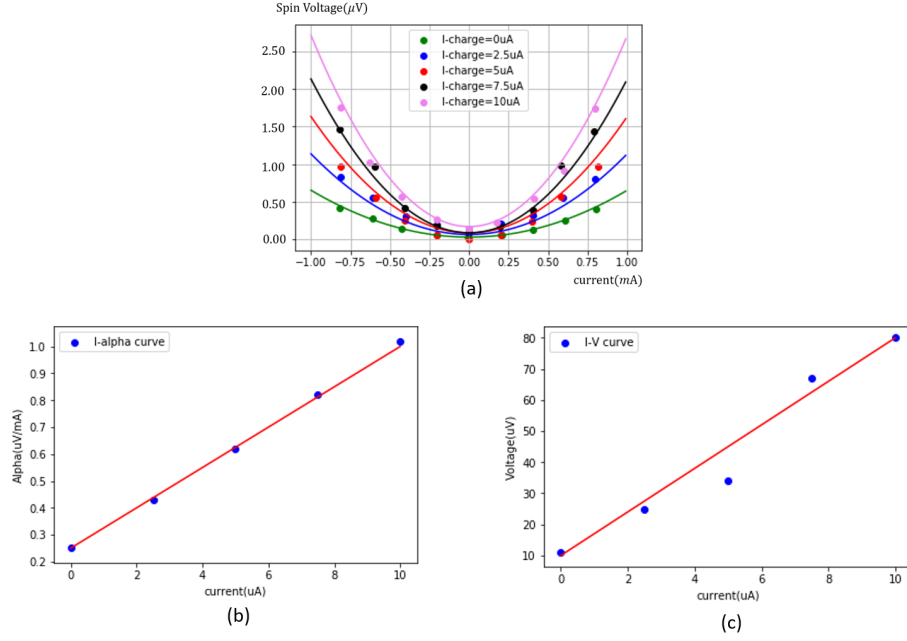 Spin Voltage(μV)
2.50
2.00
1.50
1.00
0.50
0.00
I-charge=0uA
I-charge=2.5uA
I-charge=5uA
I-charge=7.5uA
I-charge=10uA
−1.00 −0.75 −0.50 −0.25 0.00 0.25 0.50 0.75 1.00
current(mA)
(a)
I-alpha curve
Alpha(uV/mA)
1.0
0.9
0.8
0.7
0.6
0.5
0.4
0.3
0.2
0 2 4 6 8 10
current(uA)
(b)
I-V curve
Voltage(uV)
80
70
60
50
40
30
20
10
0 2 4 6 8 10
current(uA)
(c)